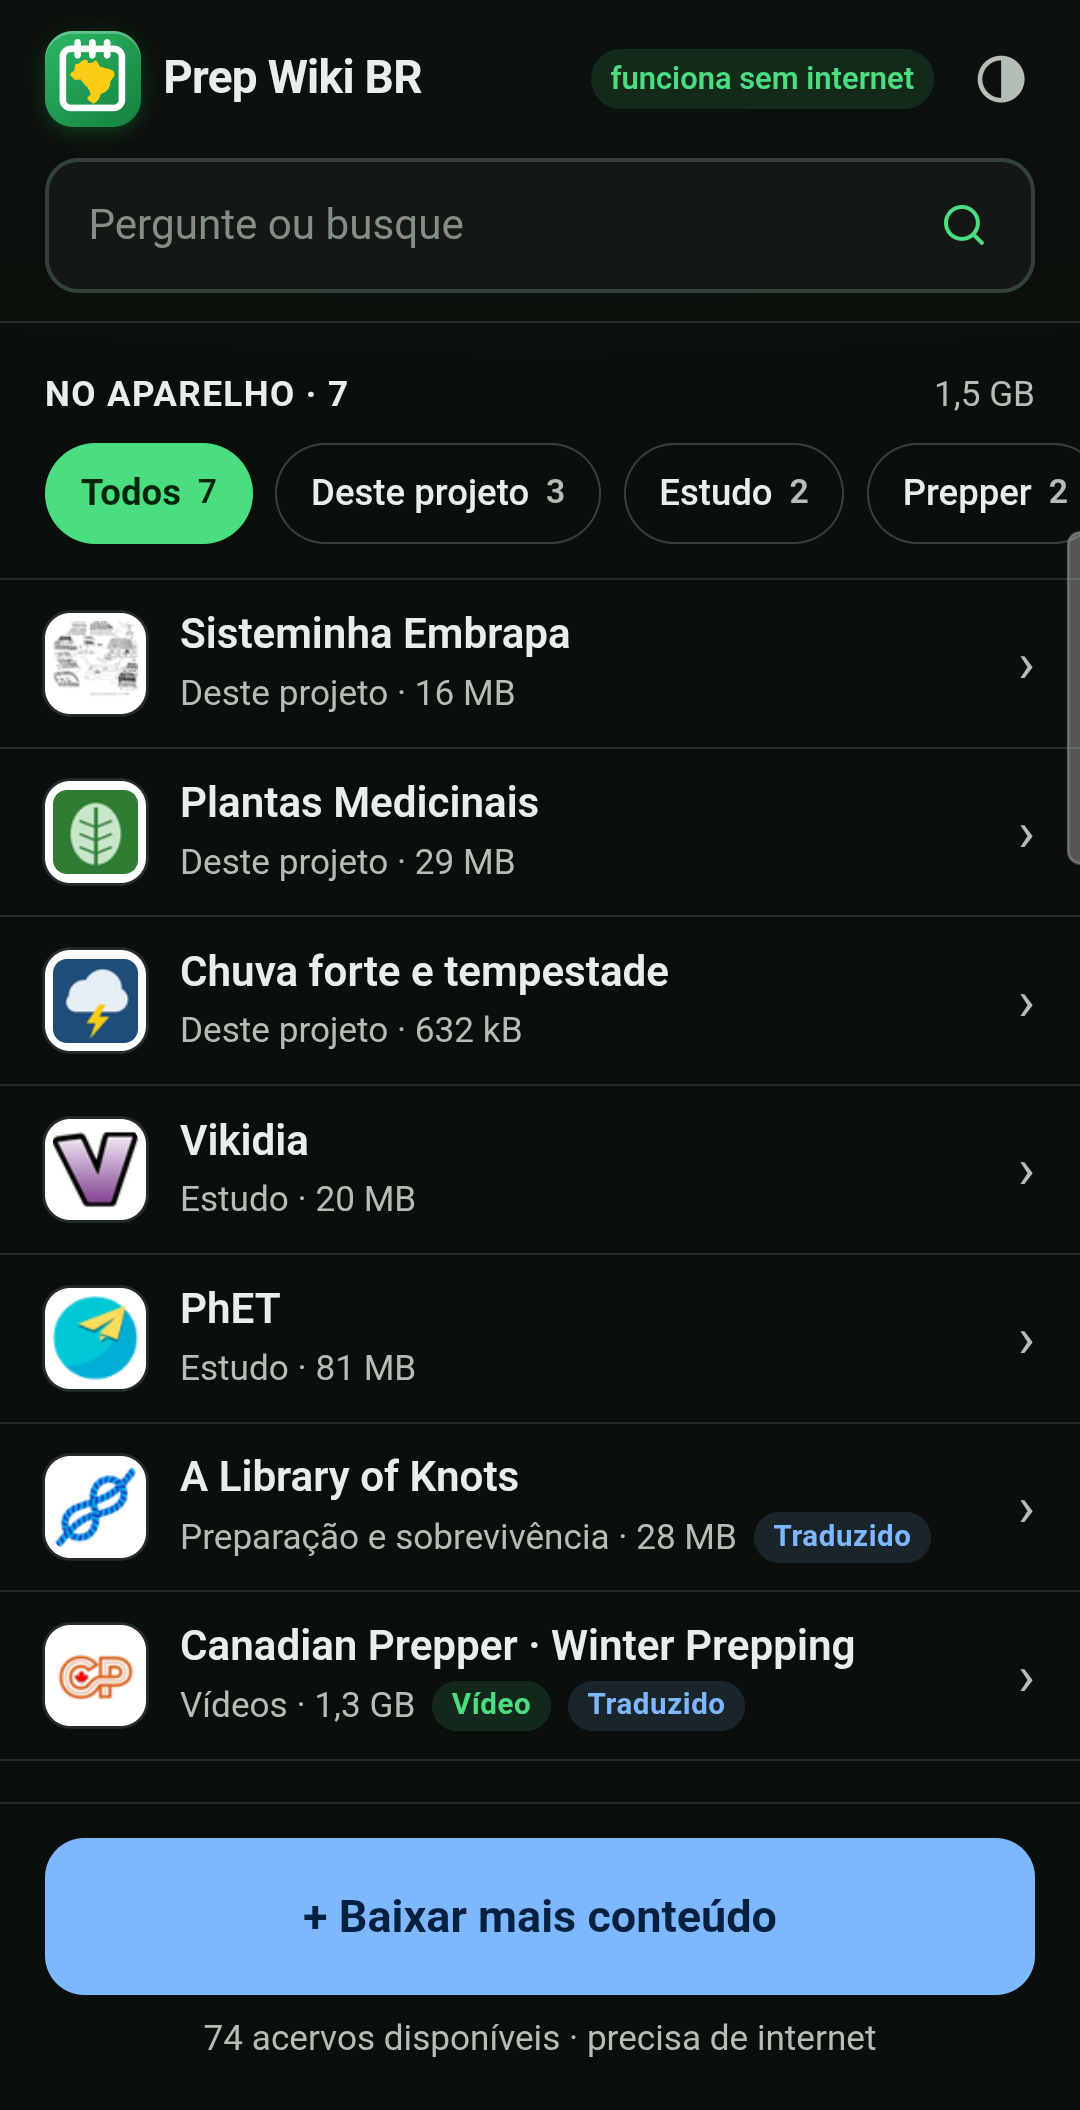 Prep Wiki BR
funciona sem internet
Pergunte ou busque
NO APARELHO · 7
1,5 GB
Todos 7
Deste projeto 3
Estudo 2
Prepper 2
Sisteminha Embrapa
Deste projeto · 16 MB
›
Plantas Medicinais
Deste projeto · 29 MB
›
Chuva forte e tempestade
Deste projeto · 632 kB
›
Vikidia
Estudo · 20 MB
›
PhET
Estudo · 81 MB
›
A Library of Knots
Preparação e sobrevivência · 28 MB Traduzido
›
Canadian Prepper · Winter Prepping
Vídeos · 1,3 GB Vídeo Traduzido
›
+ Baixar mais conteúdo
74 acervos disponíveis · precisa de internet